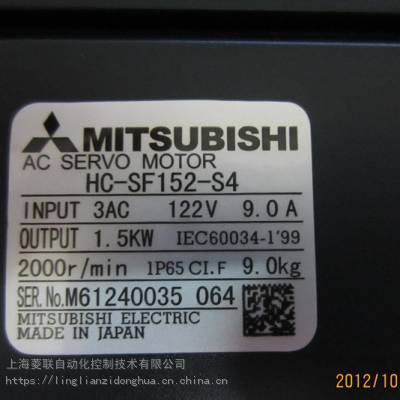 MITSUBISHI
AC SERVO MOTOR
HC-SF152-S4
INPUT 3AC 122V 9.0A
OUTPUT 1.5KW IEC60034-1'99
2000r/min IP65 CI.F 9.0kg
SER.No.M61240035 064
MITSUBISHI ELECTRIC
MADE IN JAPAN
上海菱联自动化控制技术有限公司
https://linglianzidonghua.cn.china.cn
2012/10